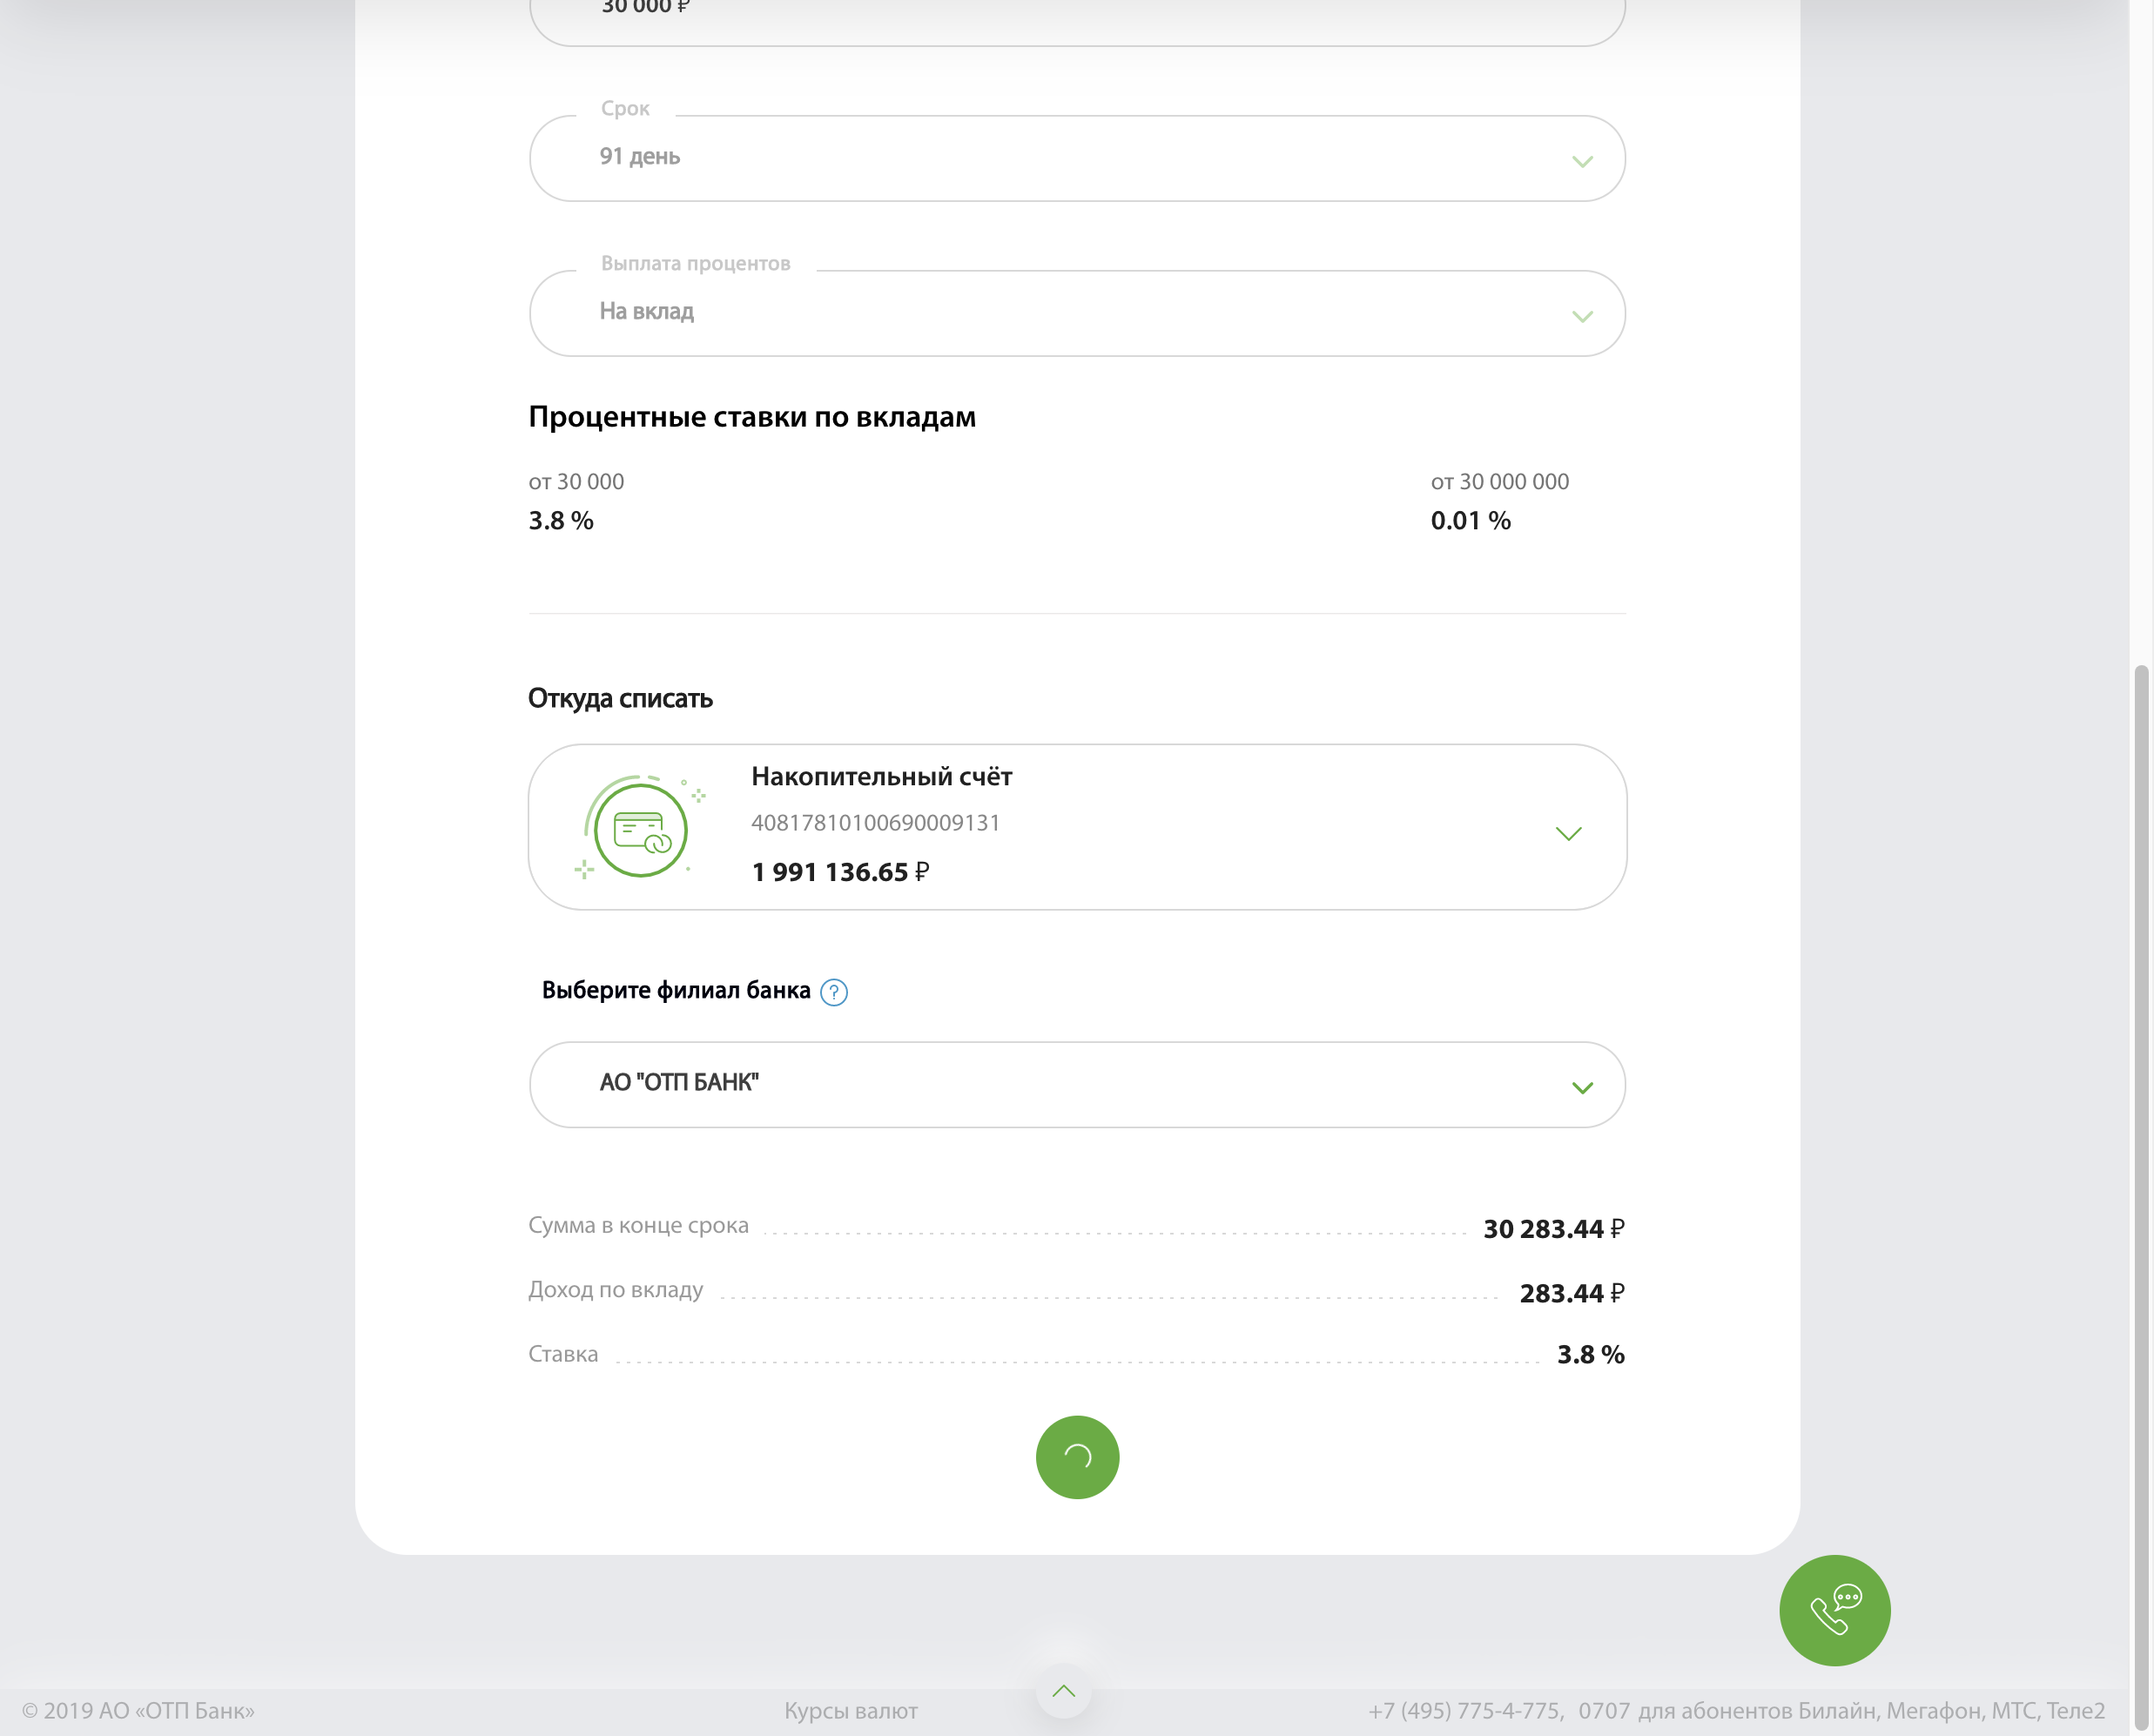 30 000 ₽
Срок
91 день
Выплата процентов
На вклад
Процентные ставки по вкладам
от 30 000
от 30 000 000
3.8 %
0.01 %
Откуда списать
Накопительный счёт
40817810100690009131
1 991 136.65 ₽
Выберите филиал банка ?
АО "ОТП БАНК"
Сумма в конце срока 30 283.44 ₽
Доход по вкладу 283.44 ₽
Ставка 3.8 %
© 2019 АО «ОТП Банк»
Курсы валют
+7 (495) 775-4-775, 0707 для абонентов Билайн, Мегафон, МТС, Теле2